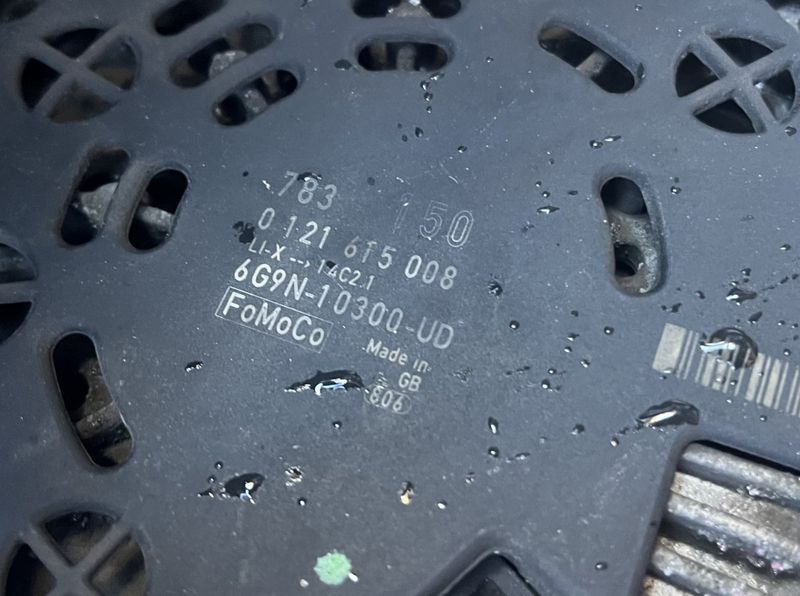 783 150
0 121 615 008
LI-X --> 14C2.1
6G9N-10300-UD
FoMoCo
Made in
GB
606